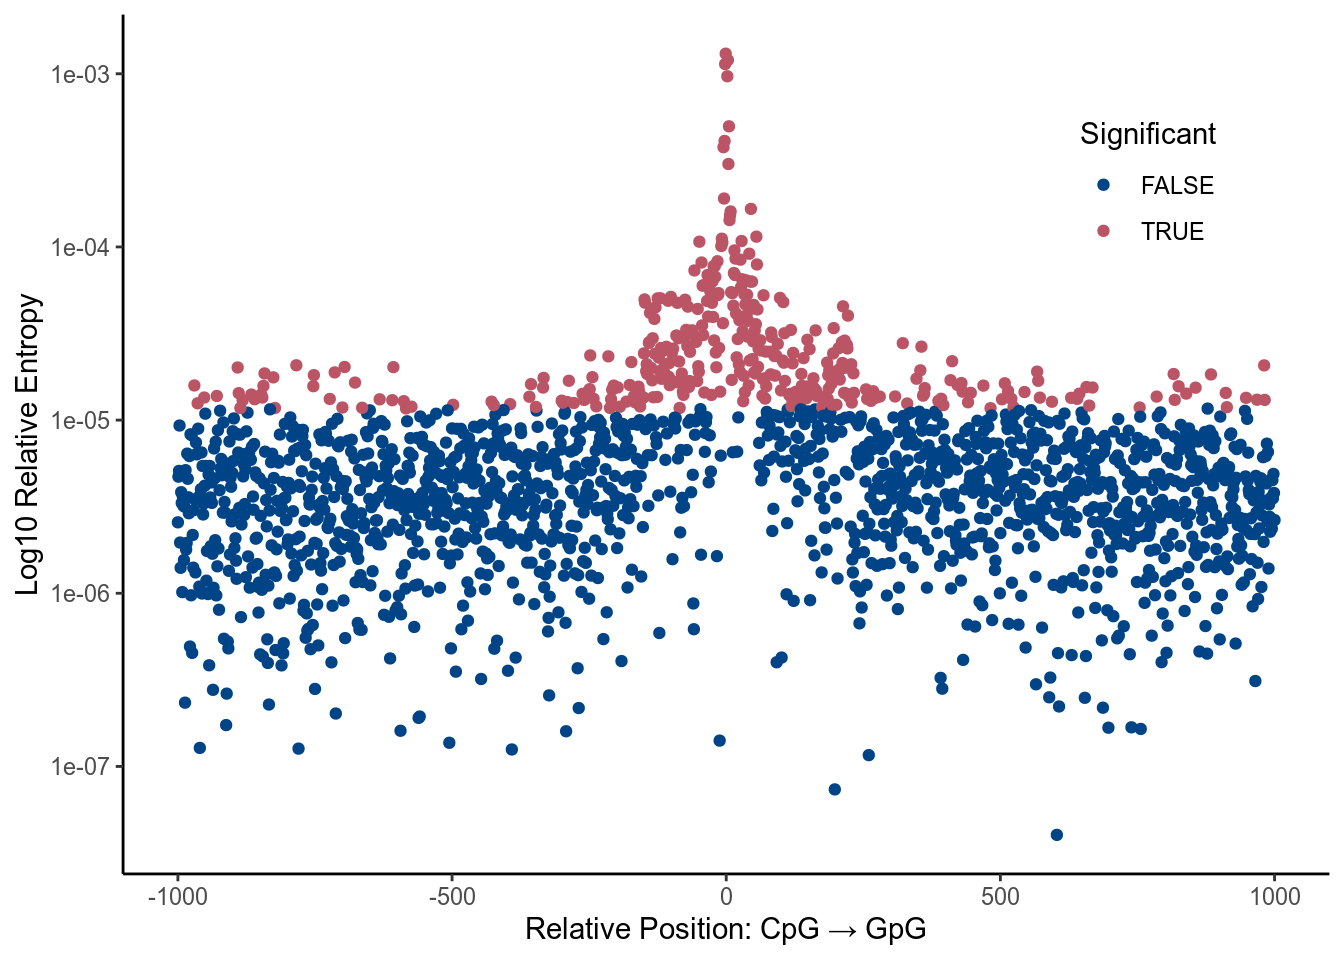 1e-03
1e-04
1e-05
1e-06
1e-07
Log10 Relative Entropy
Significant
FALSE
TRUE
-1000
-500
0
500
1000
Relative Position: CpG → GpG